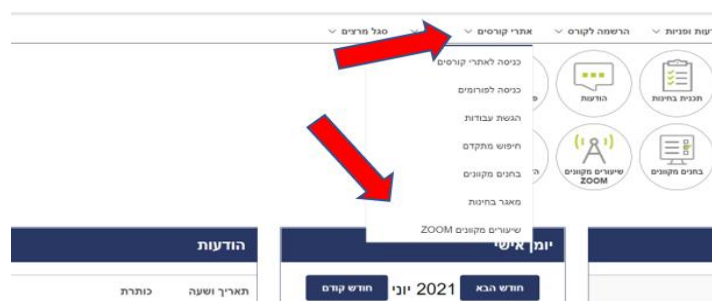 ות ופניות
הרשמה לקורס
אתרי קורסים
סגל מרצים
כניסה לאתרי קורסים
כניסה לפורומים
הגשת עבודות
חיפוש מתקדם
בחנים מקוונים
מאגר בחינות
שיעורים מקוונים ZOOM
תכנית בחינות
הודעות
בחנים מקוונים
שיעורים מקוונים
ZOOM
יומן אישי
חודש הבא
יוני 2021
חודש קודם
הודעות
תאריך ושעה
כותרת